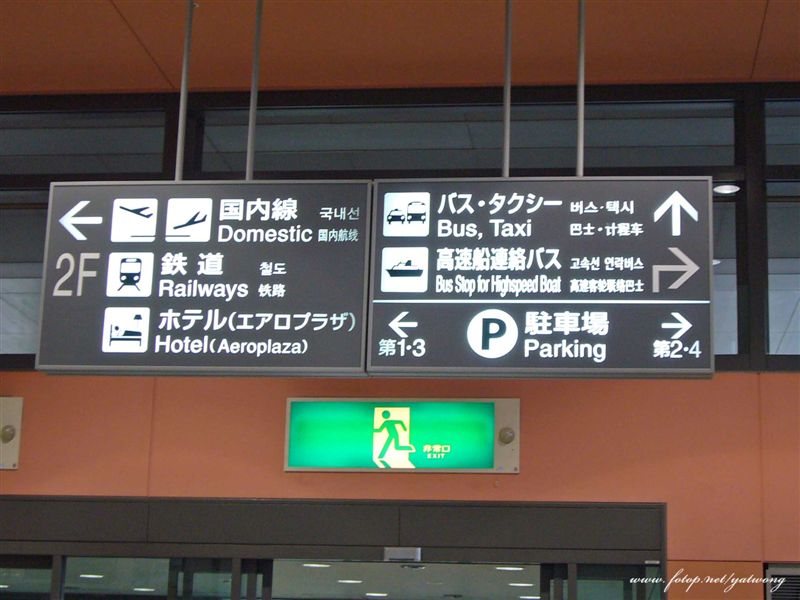 国内線 국내선
Domestic 国内航线
2F
鉄道 철도
Railways 铁路
ホテル(エアロプラザ)
Hotel (Aeroplaza)
バス・タクシー 버스·택시
Bus, Taxi 巴士·计程车
高速船連絡バス 고속선 연락버스
Bus Stop for Highspeed Boat 高速客轮联络巴士
第1·3
P
駐車場
Parking
第2·4
非常口
EXIT
www.fotop.net/yatwong